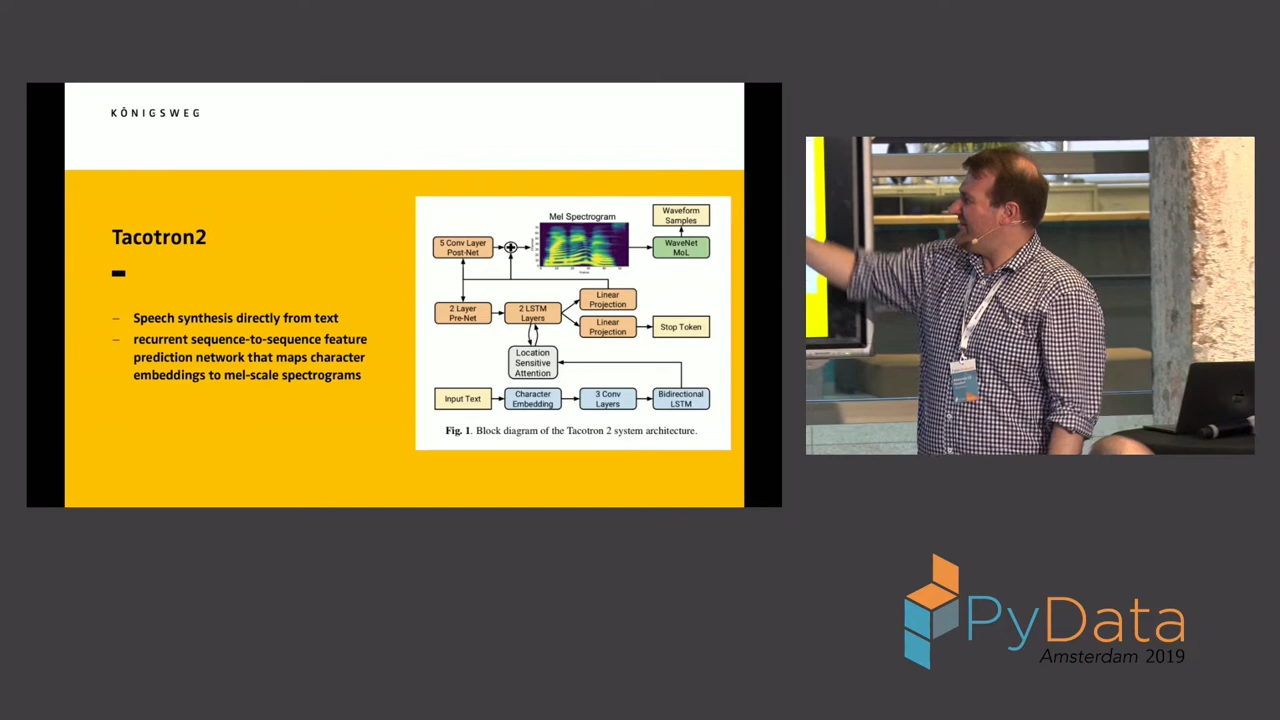 KÖNIGSWEG
Tacotron2
– Speech synthesis directly from text
– recurrent sequence-to-sequence feature
prediction network that maps character
embeddings to mel-scale spectrograms
Mel Spectrogram
Waveform
Samples
5 Conv Layer
Post-Net
WaveNet
MoL
2 Layer
Pre-Net
2 LSTM
Layers
Linear
Projection
Linear
Projection
Stop Token
Location
Sensitive
Attention
Input Text
Character
Embedding
3 Conv
Layers
Bidirectional
LSTM
Fig. 1. Block diagram of the Tacotron 2 system architecture.
PyData
Amsterdam 2019